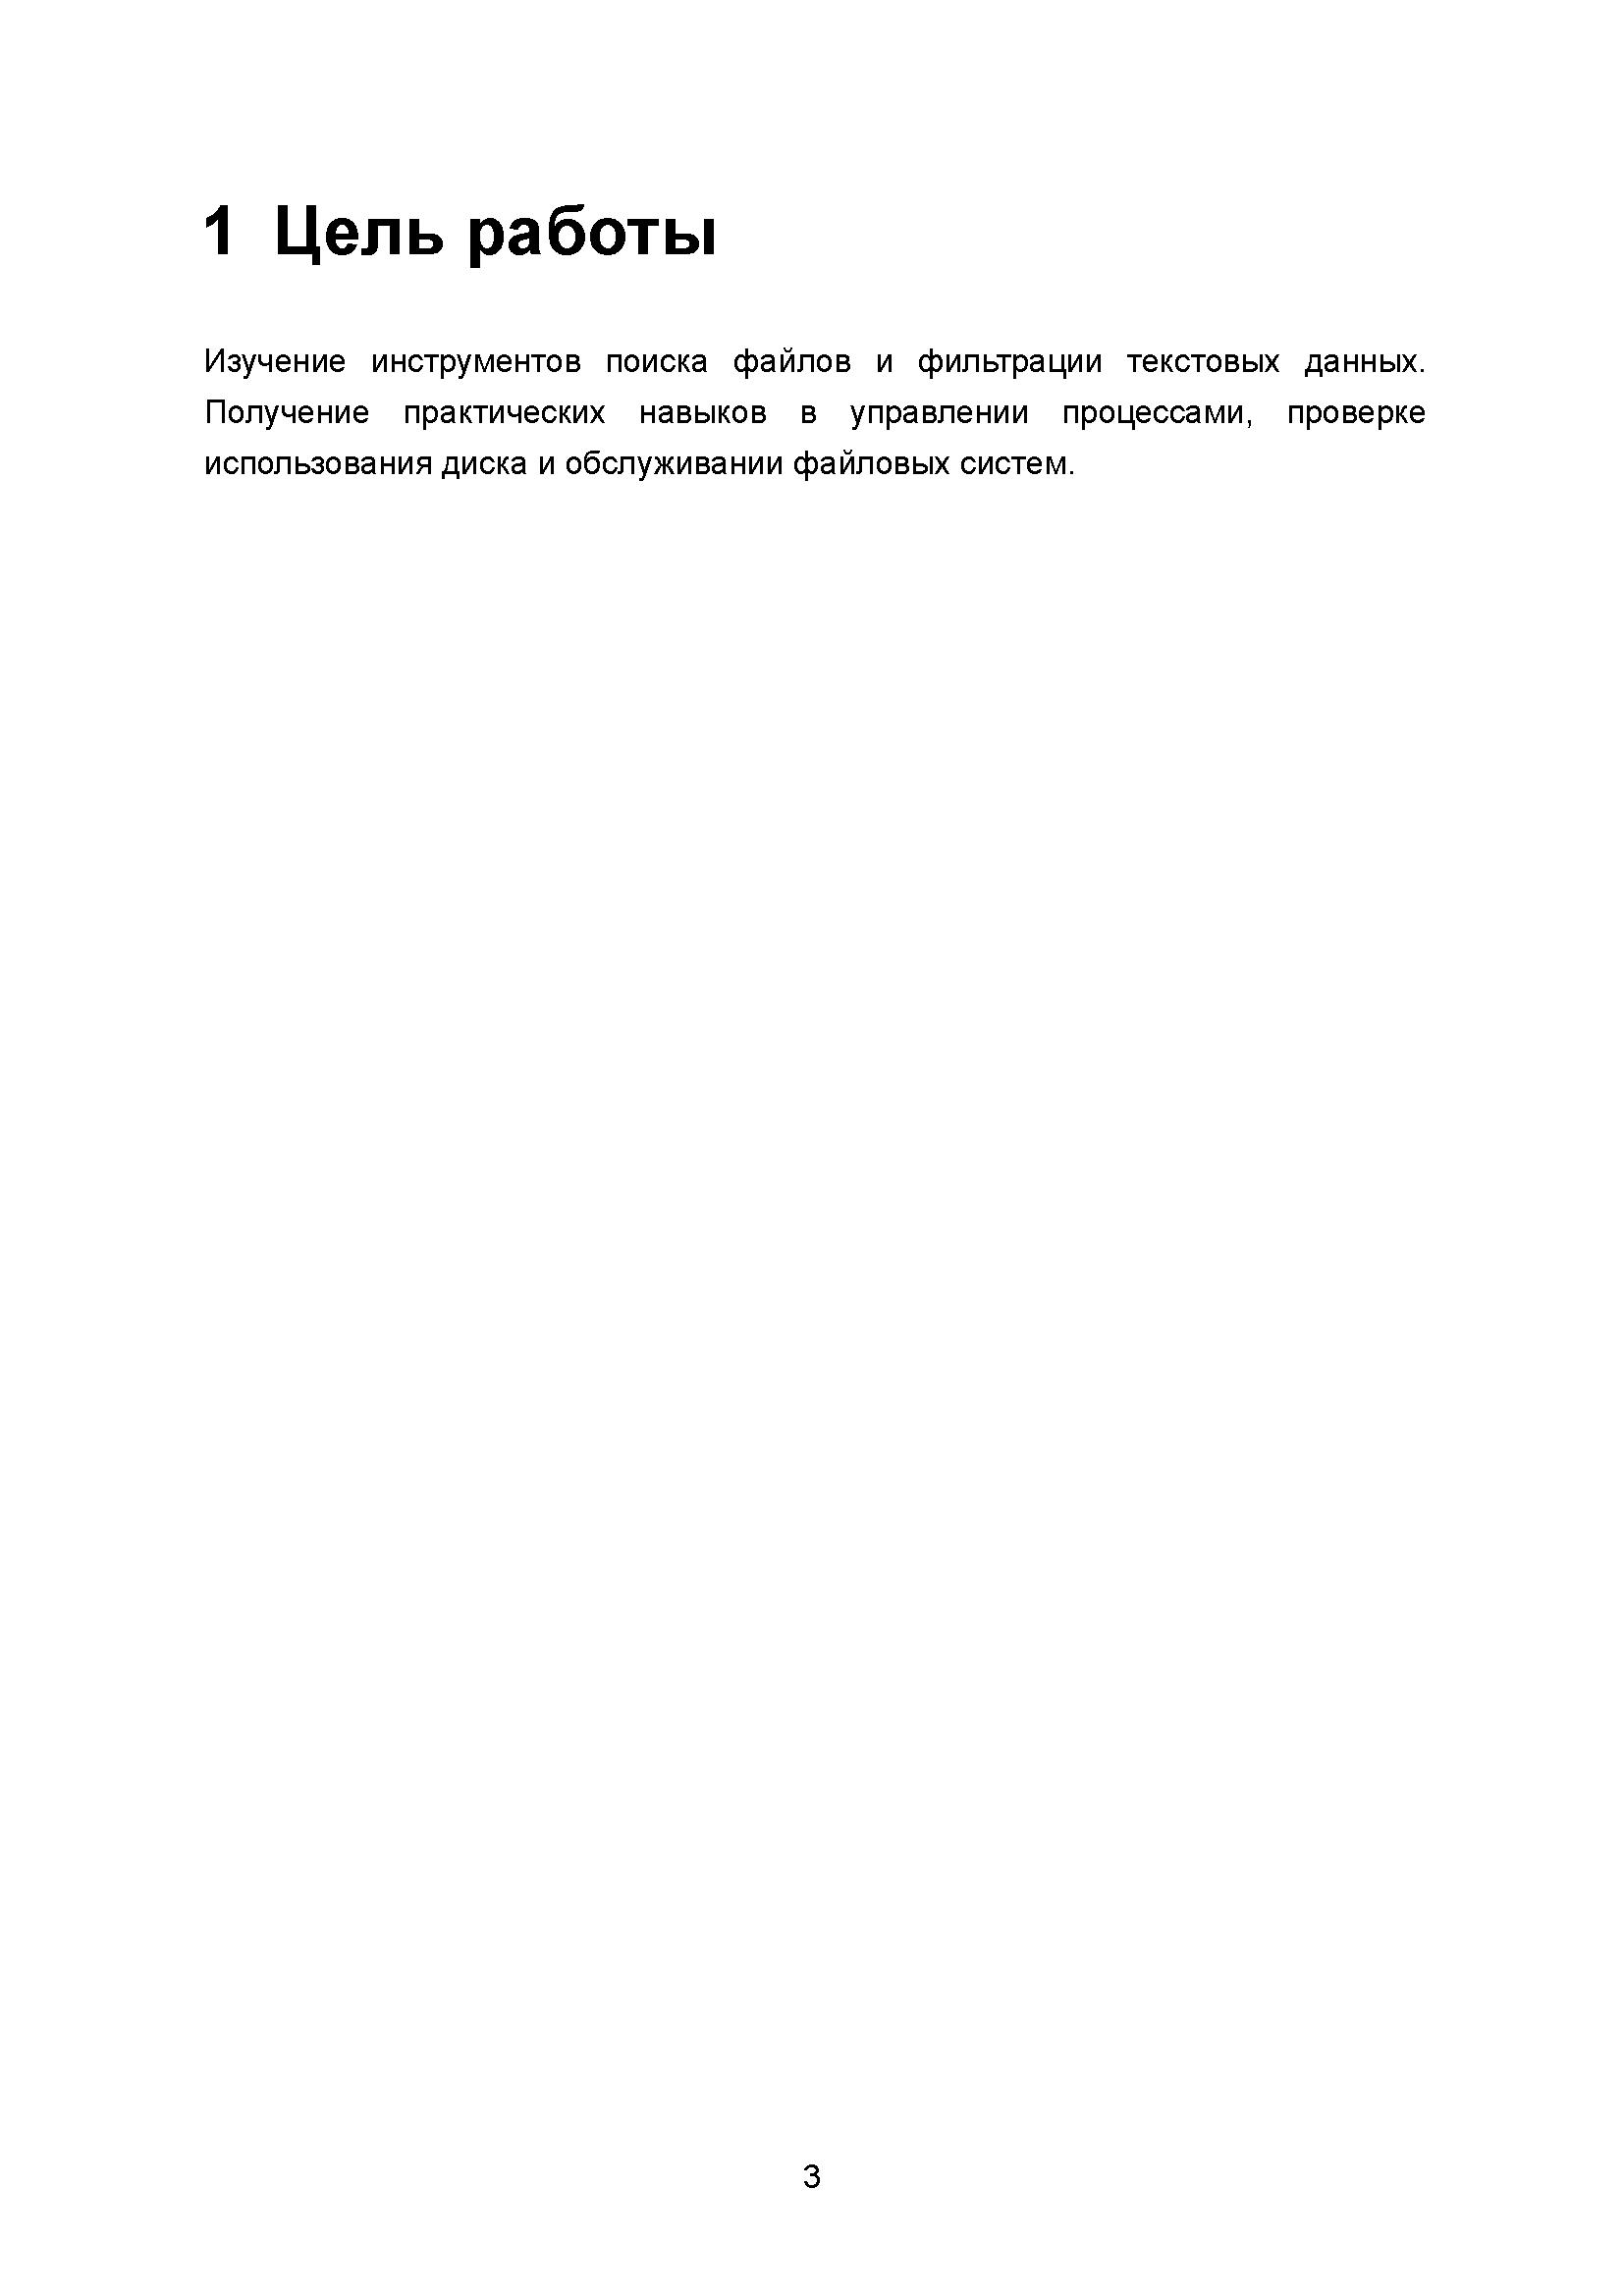 1 Цель работы
Изучение инструментов поиска файлов и фильтрации текстовых данных.
Получение практических навыков в управлении процессами, проверке
использования диска и обслуживании файловых систем.
3